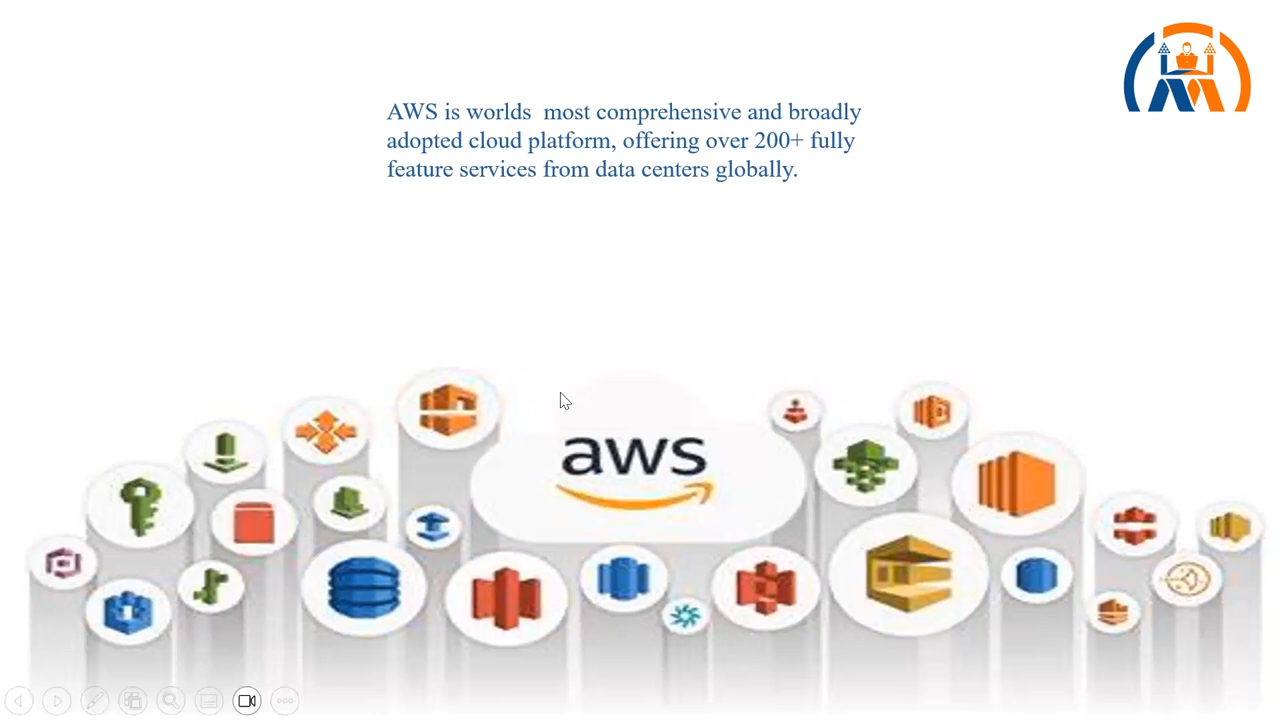 AWS is worlds  most comprehensive and broadly
adopted cloud platform, offering over 200+ fully
feature services from data centers globally.
aws